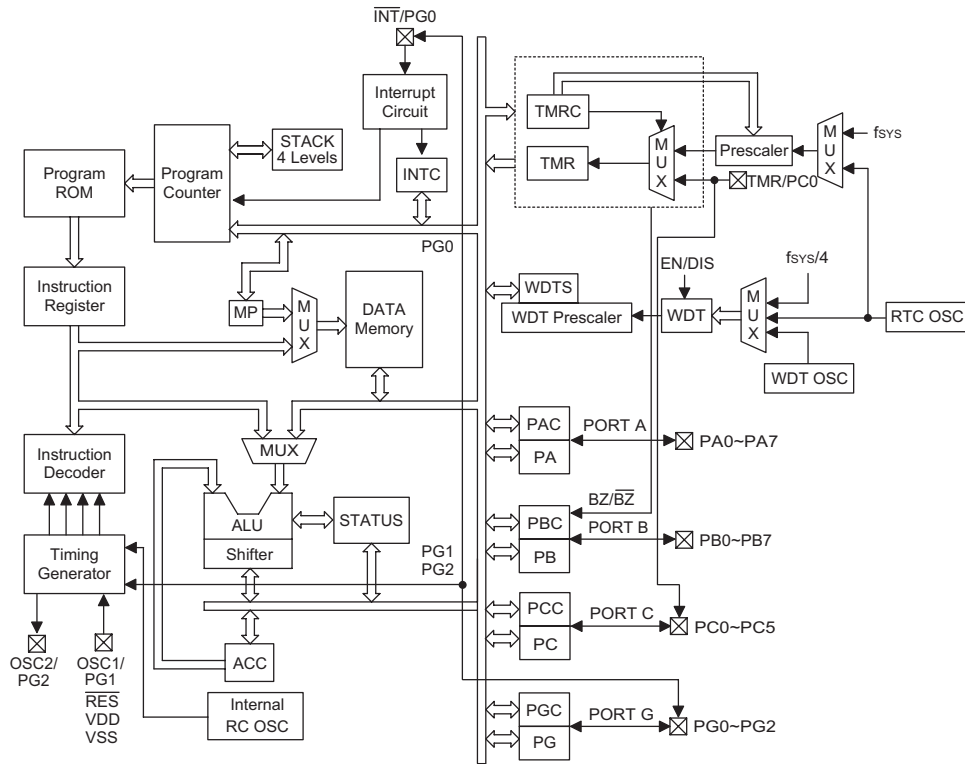 INT/PG0
Interrupt
Circuit
STACK
4 Levels
Program
ROM
Program
Counter
INTC
PG0
Instruction
Register
MP
M
U
X
DATA
Memory
MUX
Instruction
Decoder
ALU
Shifter
STATUS
PG1
PG2
Timing
Generator
OSC2/
PG2
OSC1/
PG1
RES
VDD
VSS
ACC
Internal
RC OSC
TMRC
TMR
M
U
X
Prescaler
M
U
X
fSYS
TMR/PC0
EN/DIS
fSYS/4
WDTS
WDT Prescaler
WDT
M
U
X
RTC OSC
WDT OSC
PAC
PA
PORT A
PA0~PA7
BZ/BZ
PBC
PB
PORT B
PB0~PB7
PCC
PC
PORT C
PC0~PC5
PGC
PG
PORT G
PG0~PG2